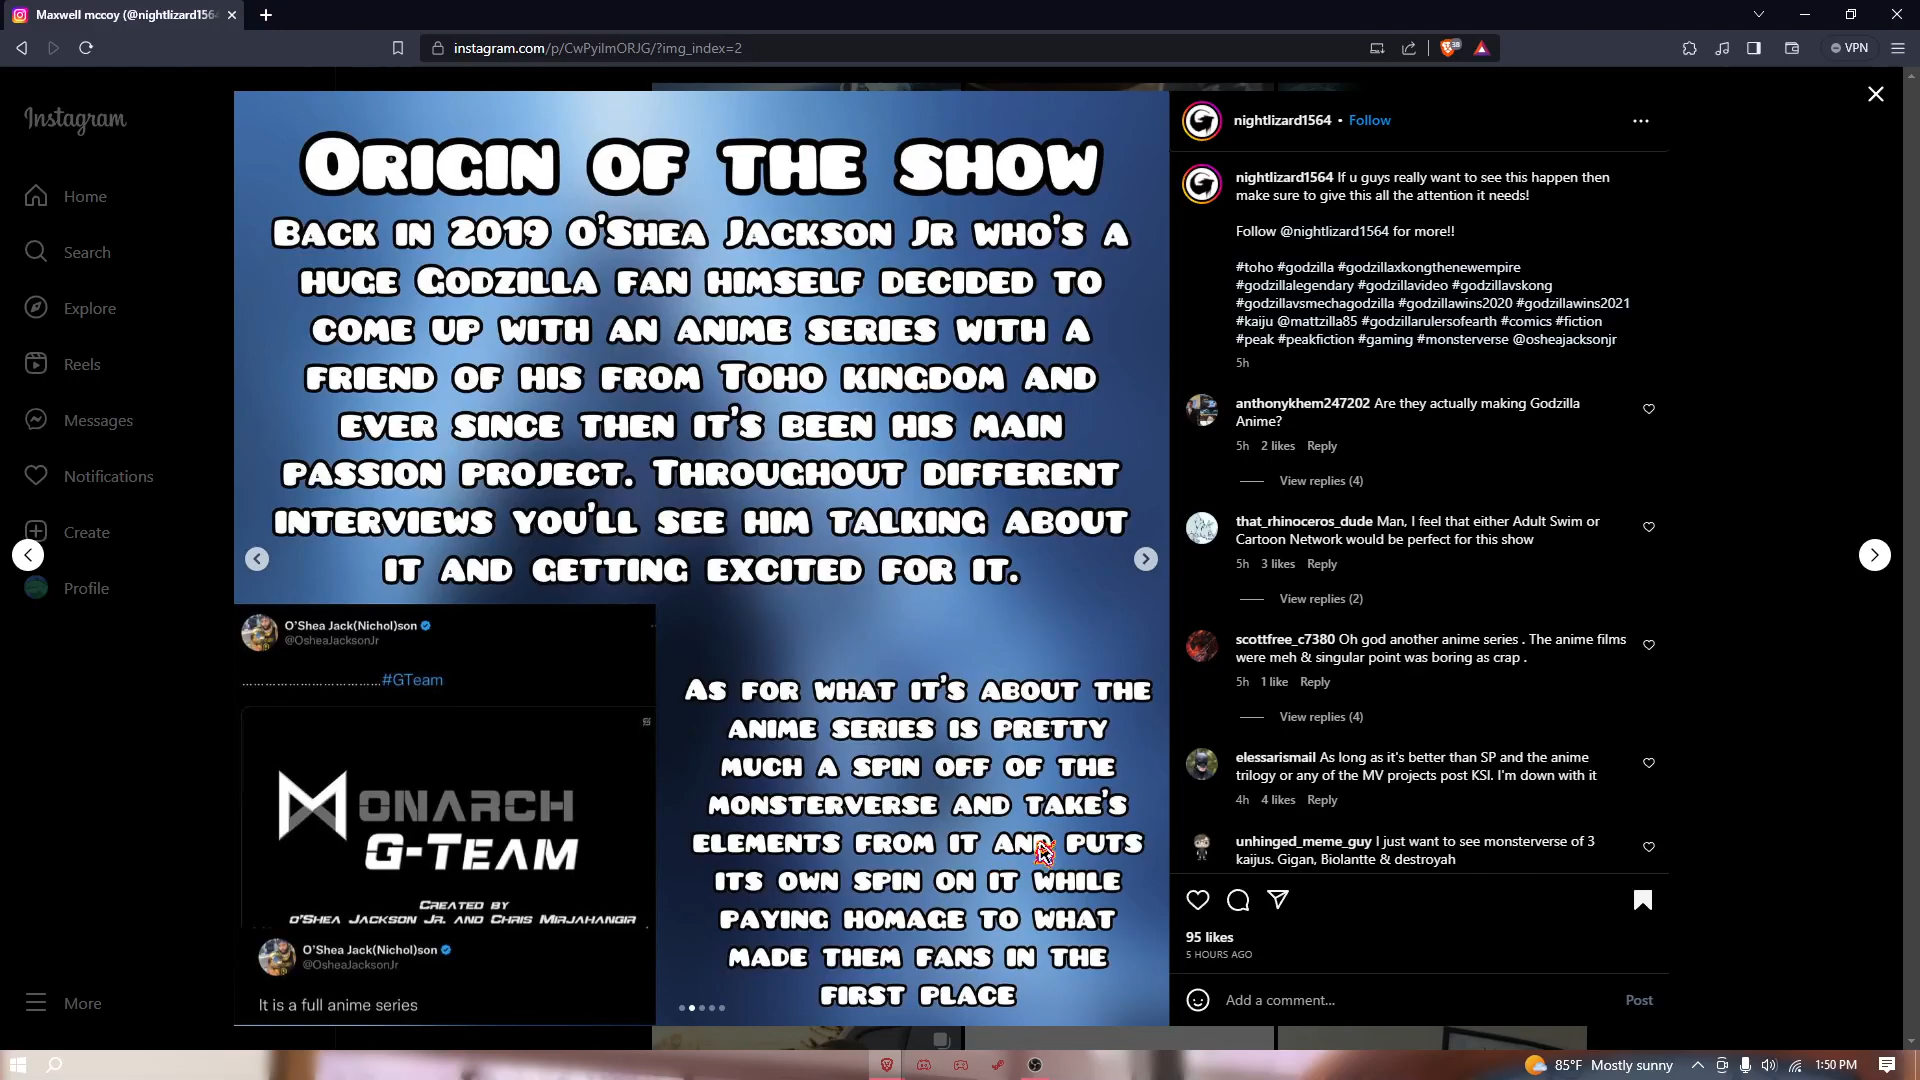 Maxwell mccoy (@nightlizard156
instagram.com/p/CwPyiImORJG/?img_index=2
38
VPN
Instagram
Home
Search
Explore
Reels
Messages
Notifications
Create
Profile
More
Origin of the show
Back in 2019 O'Shea Jackson Jr who's a
huge Godzilla fan himself decided to
come up with an anime series with a
friend of his from Toho kingdom and
ever since then it's been his main
passion project. Throughout different
interviews you'll see him talking about
it and getting excited for it.
O'Shea Jack(Nichol)son
@OsheaJacksonJr
....................................#GTeam
MONARCH
G-TEAM
CREATED BY
O'SHEA JACKSON JR. AND CHRIS MIRJAHANGIR
O'Shea Jack(Nichol)son
@OsheaJacksonJr
It is a full anime series
As for what it's about the
anime series is pretty
much a spin off of the
monsterverse and take's
elements from it and puts
its own spin on it while
paying homage to what
made them fans in the
first place
nightlizard1564 • Follow
nightlizard1564 If u guys really want to see this happen then
make sure to give this all the attention it needs!
Follow @nightlizard1564 for more!!
#toho #godzilla #godzillaxkongthenewempire
#godzillalegendary #godzillavideo #godzillavskong
#godzillavsmechagodzilla #godzillawins2020 #godzillawins2021
#kaiju @mattzilla85 #godzillarulersofearth #comics #fiction
#peak #peakfiction #gaming #monsterverse @osheajacksonjr
5h
anthonykhem247202 Are they actually making Godzilla
Anime?
5h 2 likes Reply
View replies (4)
that_rhinoceros_dude Man, I feel that either Adult Swim or
Cartoon Network would be perfect for this show
5h 3 likes Reply
View replies (2)
scottfree_c7380 Oh god another anime series . The anime films
were meh & singular point was boring as crap .
5h 1 like Reply
View replies (4)
elessarismail As long as it's better than SP and the anime
trilogy or any of the MV projects post KSI. I'm down with it
4h 4 likes Reply
unhinged_meme_guy I just want to see monsterverse of 3
kaijus. Gigan, Biolantte & destroyah
95 likes
5 HOURS AGO
Add a comment...
Post
85°F Mostly sunny
1:50 PM